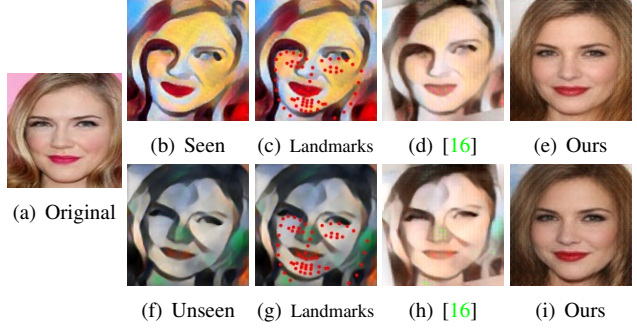 (b) Seen (c) Landmarks (d) [16] (e) Ours
(a) Original
(f) Unseen (g) Landmarks (h) [16] (i) Ours